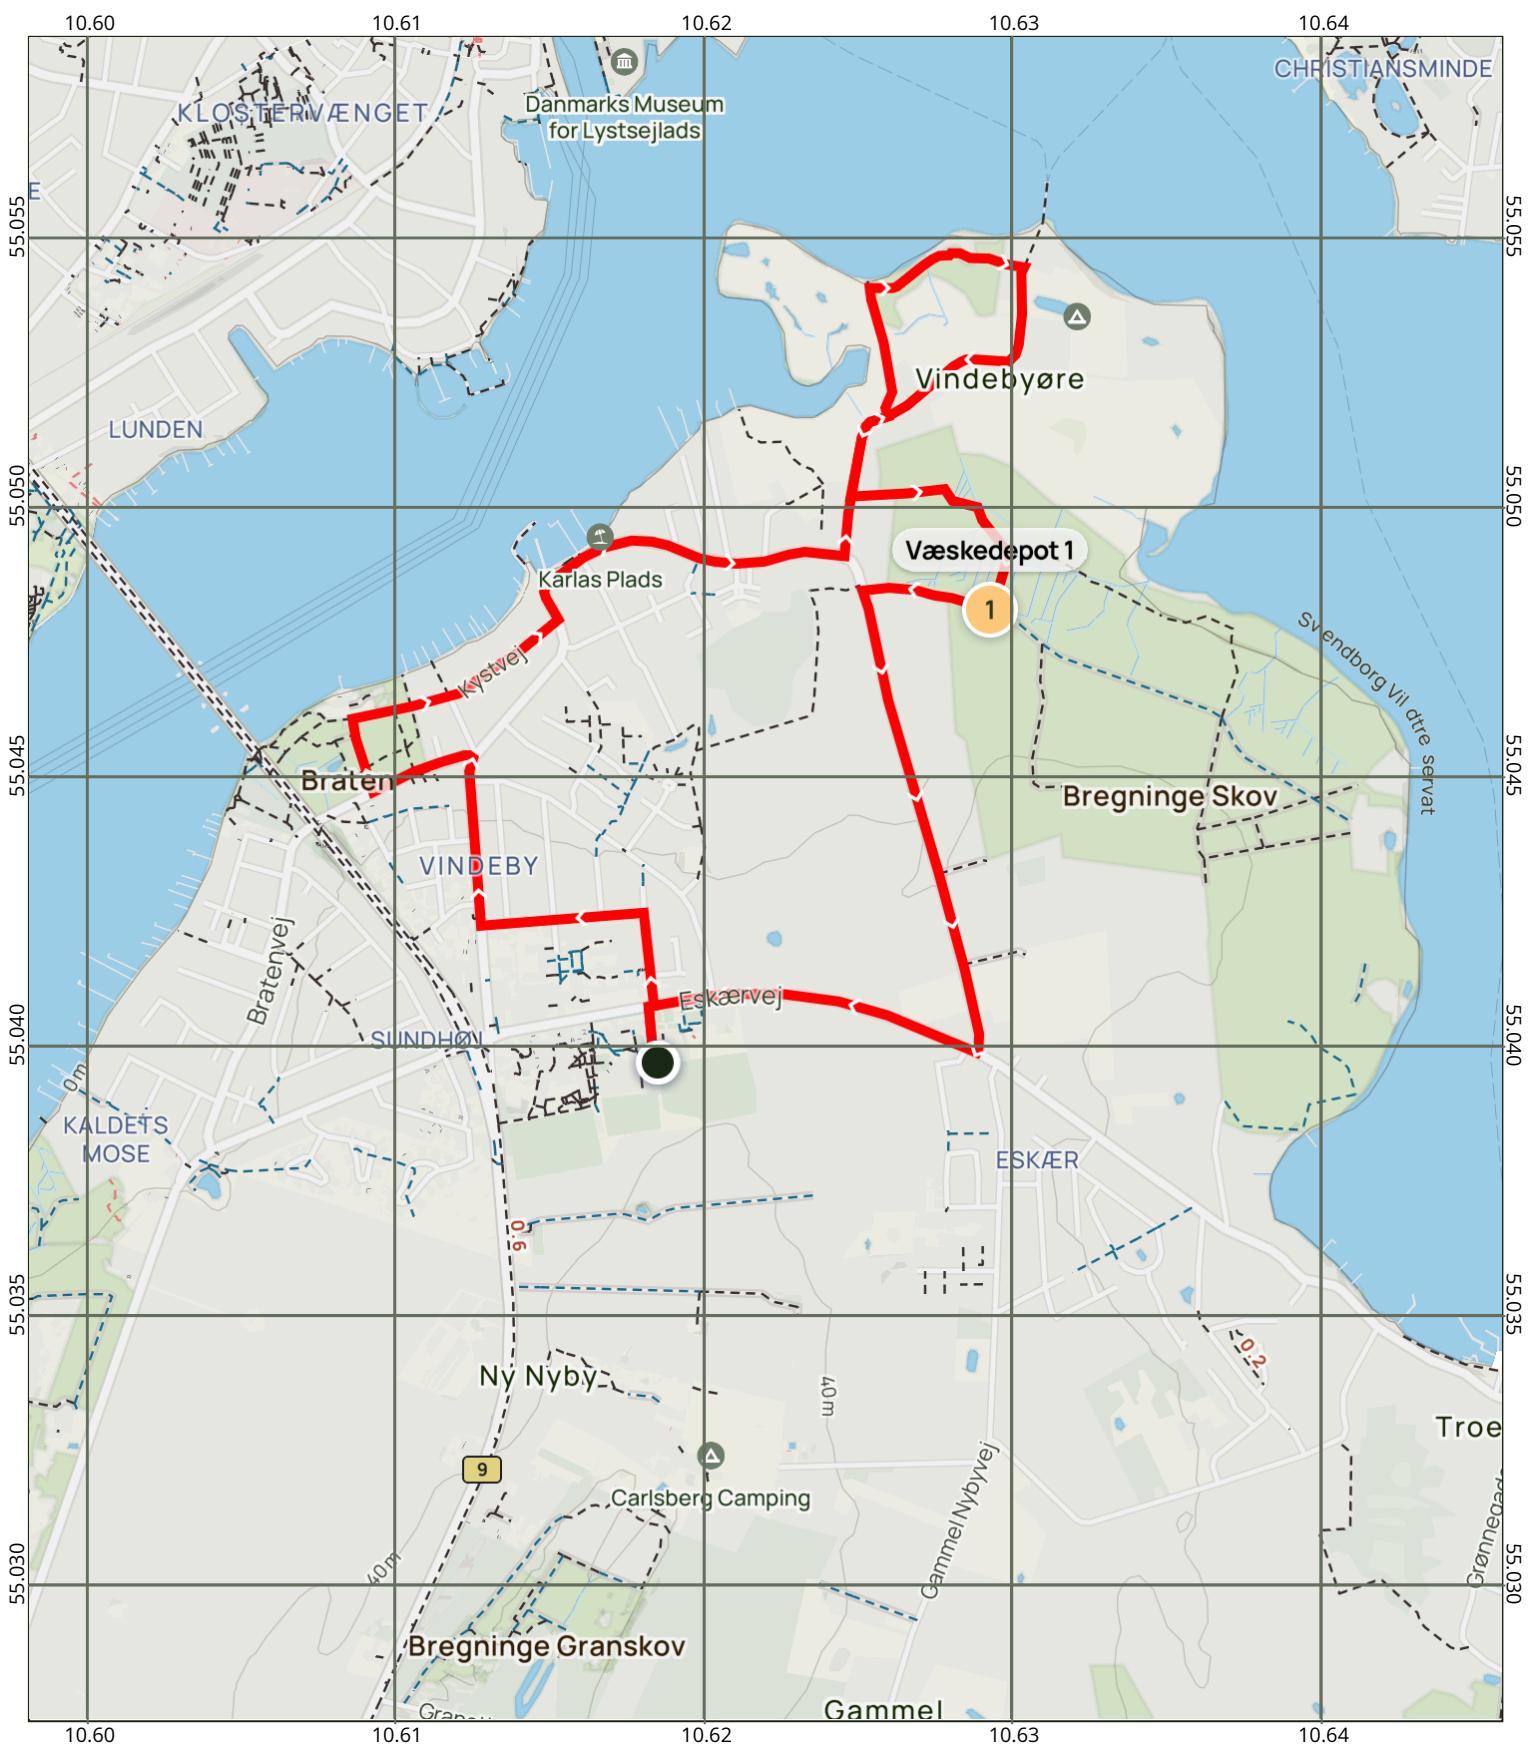 10.60 10.61 10.62 10.63 10.64
CHRISTIANSMINDE
KLOSTERVÆNGET
Danmarks Museum
for Lystsejlads
E
55.055 55.055
Vindebyøre
LUNDEN
55.050 55.050
Væskedepot 1
Karlas Plads
1
Svendborg Vil dtre servat
Kystvej
55.045 55.045
Braten
Bregninge Skov
VINDEBY
Bratenvej
Eskærvej
55.040 55.040
SUNDHØJ
0 m
KALDETS
MOSE
ESKÆR
0.6
55.035 55.035
0.2
Ny Nyby
40 m
Troe
9
Carlsberg Camping
Gammel Nybyvej
Grønnegad
55.030 55.030
40 m
Bregninge Granskov
Gammel
10.60 10.61 10.62 10.63 10.64